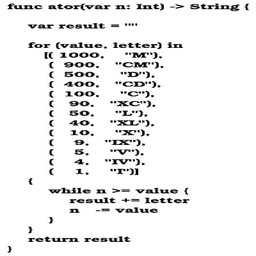 func ator(var n: Int) -> String {
var result = ""
for (value, letter) in
[( 1000, "M"),
( 900, "CM"),
( 500, "D"),
( 400, "CD"),
( 100, "C"),
( 90, "XC"),
( 50, "L"),
( 40, "XL"),
( 10, "X"),
( 9, "IX"),
( 5, "V"),
( 4, "IV"),
( 1, "I")]
{
while n >= value {
result += letter
n -= value
}
}
return result
}